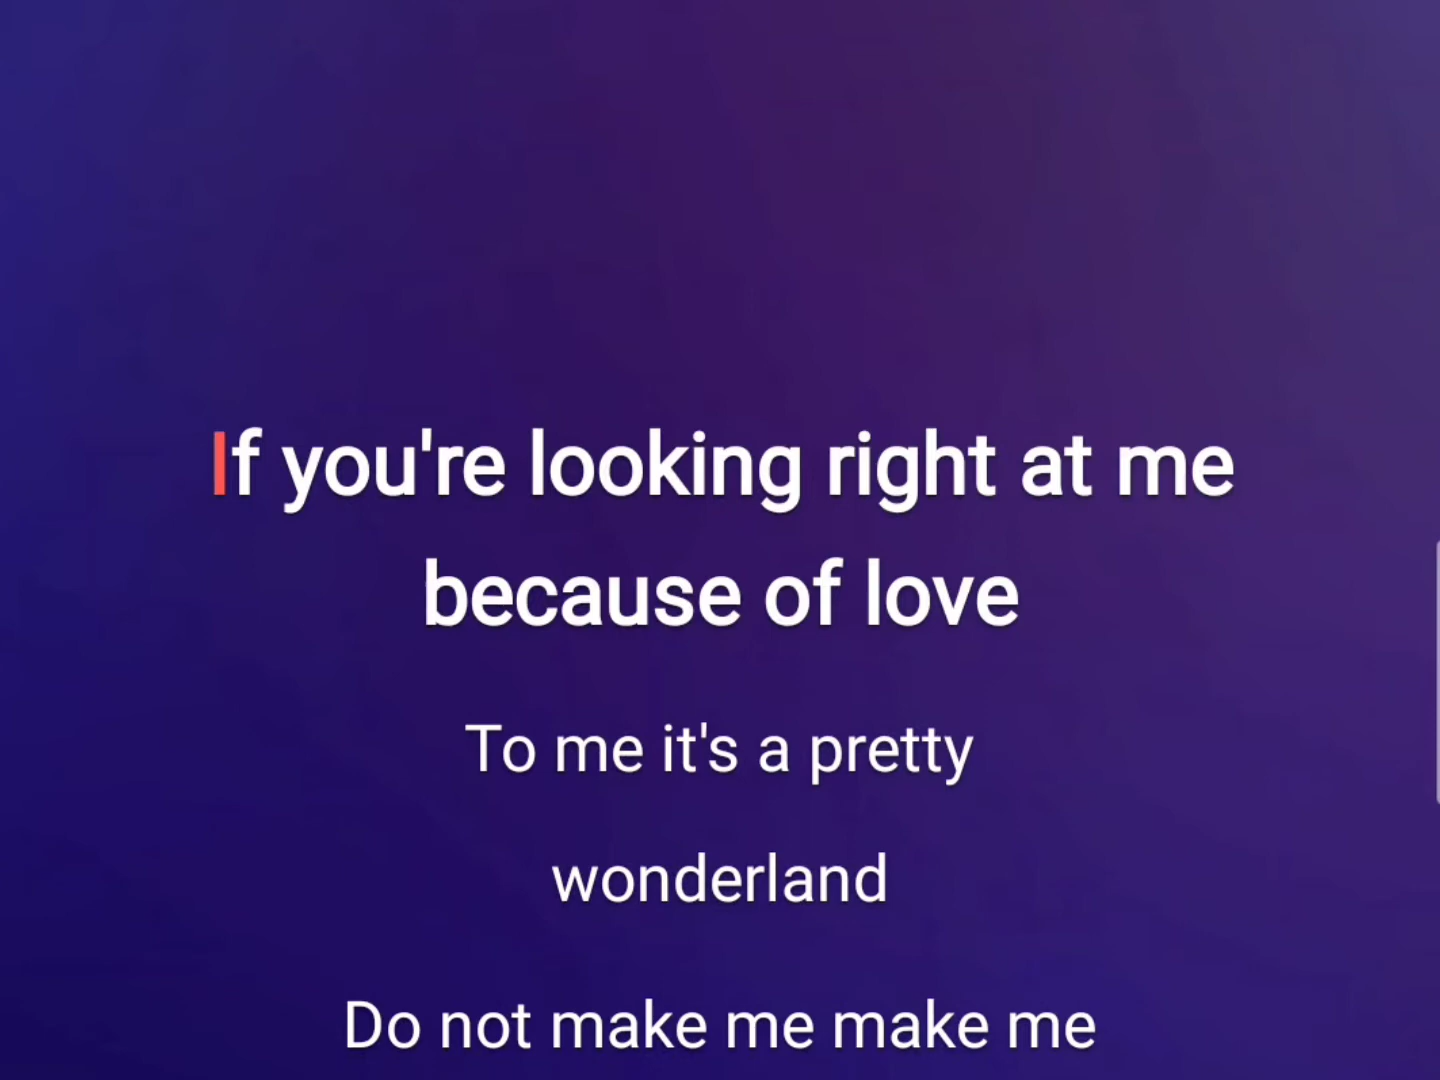 If you're looking right at me
because of love
To me it's a pretty
wonderland
Do not make me make me